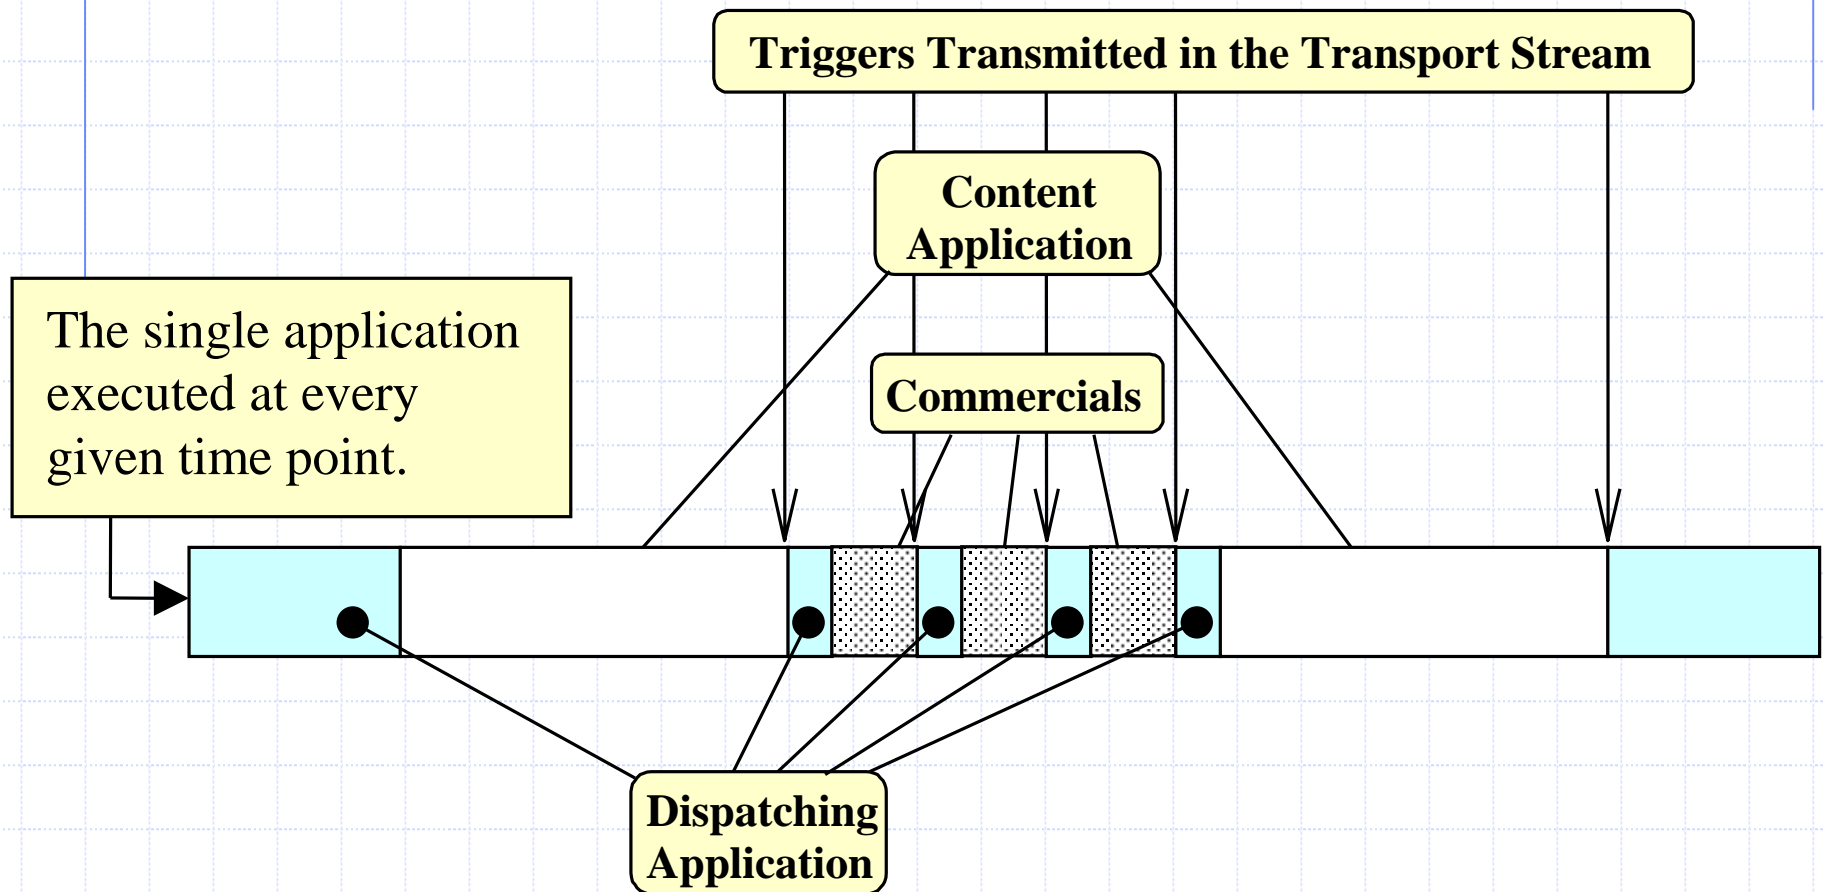 Triggers Transmitted in the Transport Stream
Content
Application
The single application
executed at every
given time point.
Commercials
Dispatching
Application